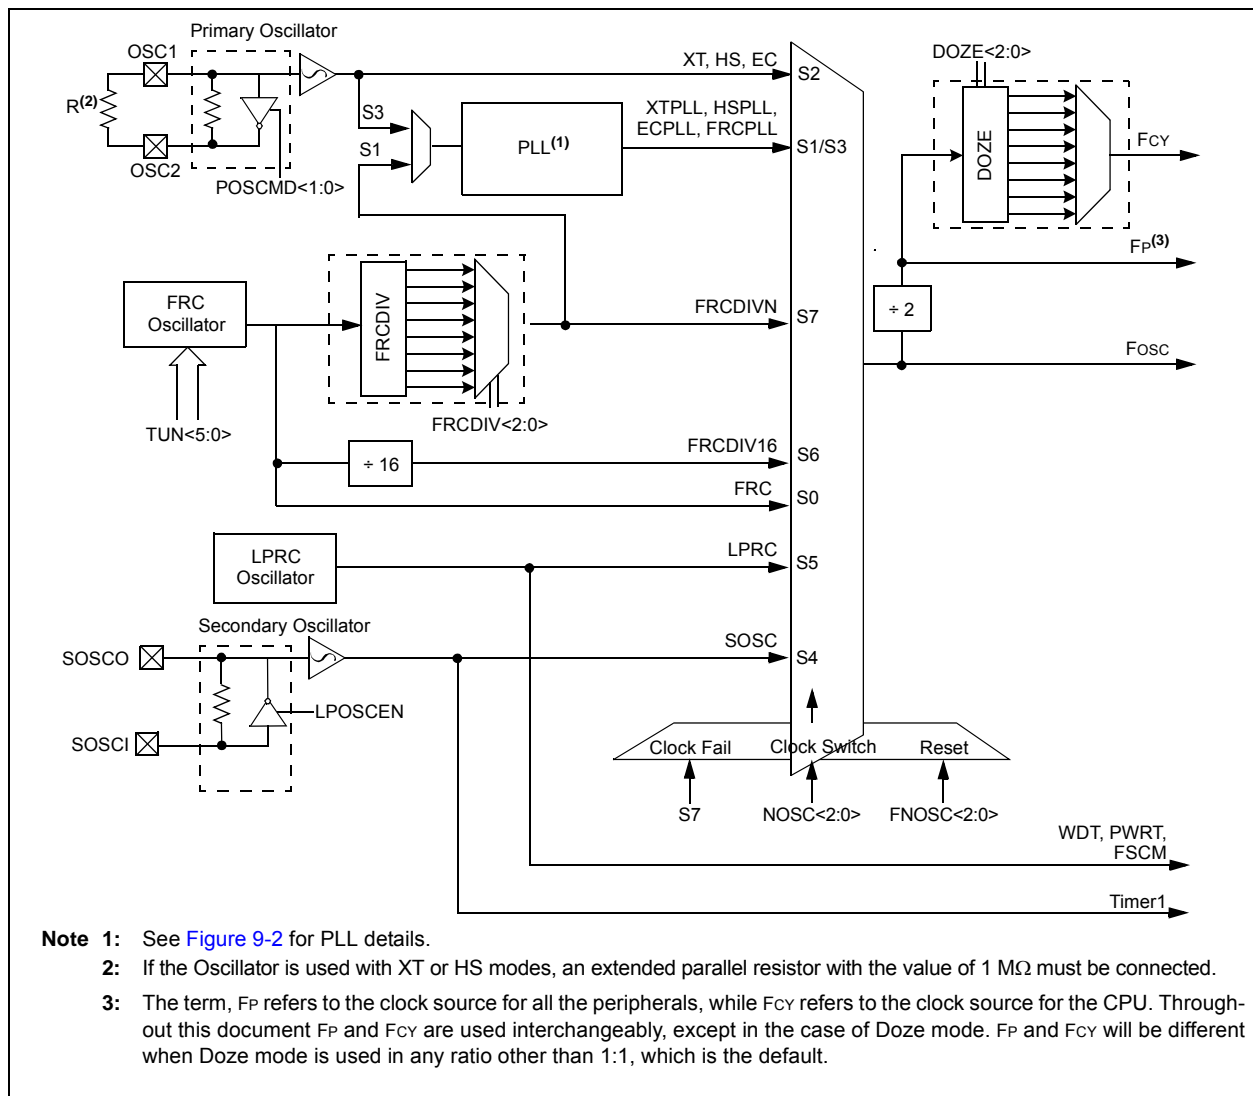 Primary Oscillator
OSC1
R(2)
OSC2
POSCMD<1:0>
S3
S1
PLL(1)
XT, HS, EC
XTPLL, HSPLL,
ECPLL, FRCPLL
S2
S1/S3
DOZE<2:0>
DOZE
FCY
FP(3)
÷ 2
FOSC
FRC
Oscillator
TUN<5:0>
FRCDIV
FRCDIV<2:0>
FRCDIVN
S7
÷ 16
FRCDIV16
S6
FRC
S0
LPRC
Oscillator
LPRC
S5
Secondary Oscillator
SOSCO
SOSCI
LPOSCEN
SOSC
S4
Clock Fail
Clock Switch
Reset
S7
NOSC<2:0>
FNOSC<2:0>
WDT, PWRT,
FSCM
Timer1
Note 1: See Figure 9-2 for PLL details.
2: If the Oscillator is used with XT or HS modes, an extended parallel resistor with the value of 1 MΩ must be connected.
3: The term, FP refers to the clock source for all the peripherals, while FCY refers to the clock source for the CPU. Through-
out this document FP and FCY are used interchangeably, except in the case of Doze mode. FP and FCY will be different
when Doze mode is used in any ratio other than 1:1, which is the default.